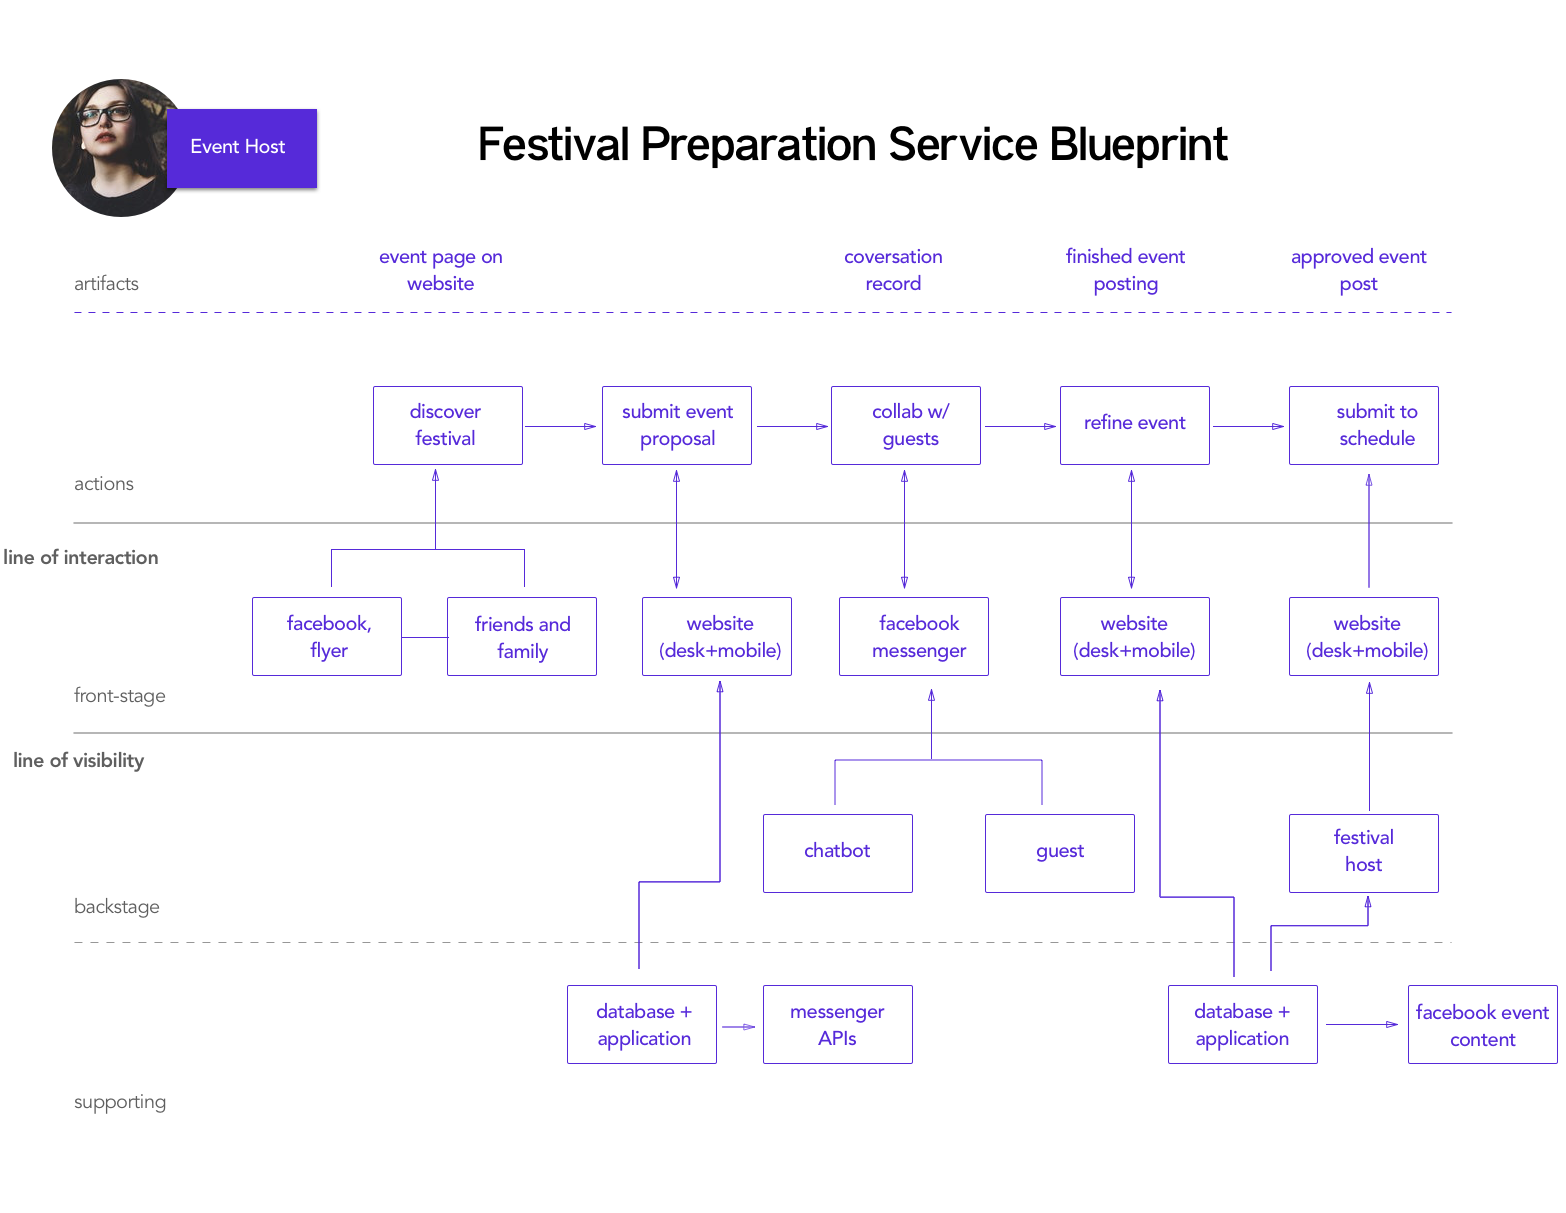 Event Host
Festival Preparation Service Blueprint
artifacts
event page on
website
coversation
record
finished event
posting
approved event
post
discover
festival
submit event
proposal
collab w/
guests
refine event
submit to
schedule
actions
line of interaction
facebook,
flyer
friends and
family
website
(desk+mobile)
facebook
messenger
website
(desk+mobile)
website
(desk+mobile)
front-stage
line of visibility
chatbot
guest
festival
host
backstage
database +
application
messenger
APIs
database +
application
facebook event
content
supporting